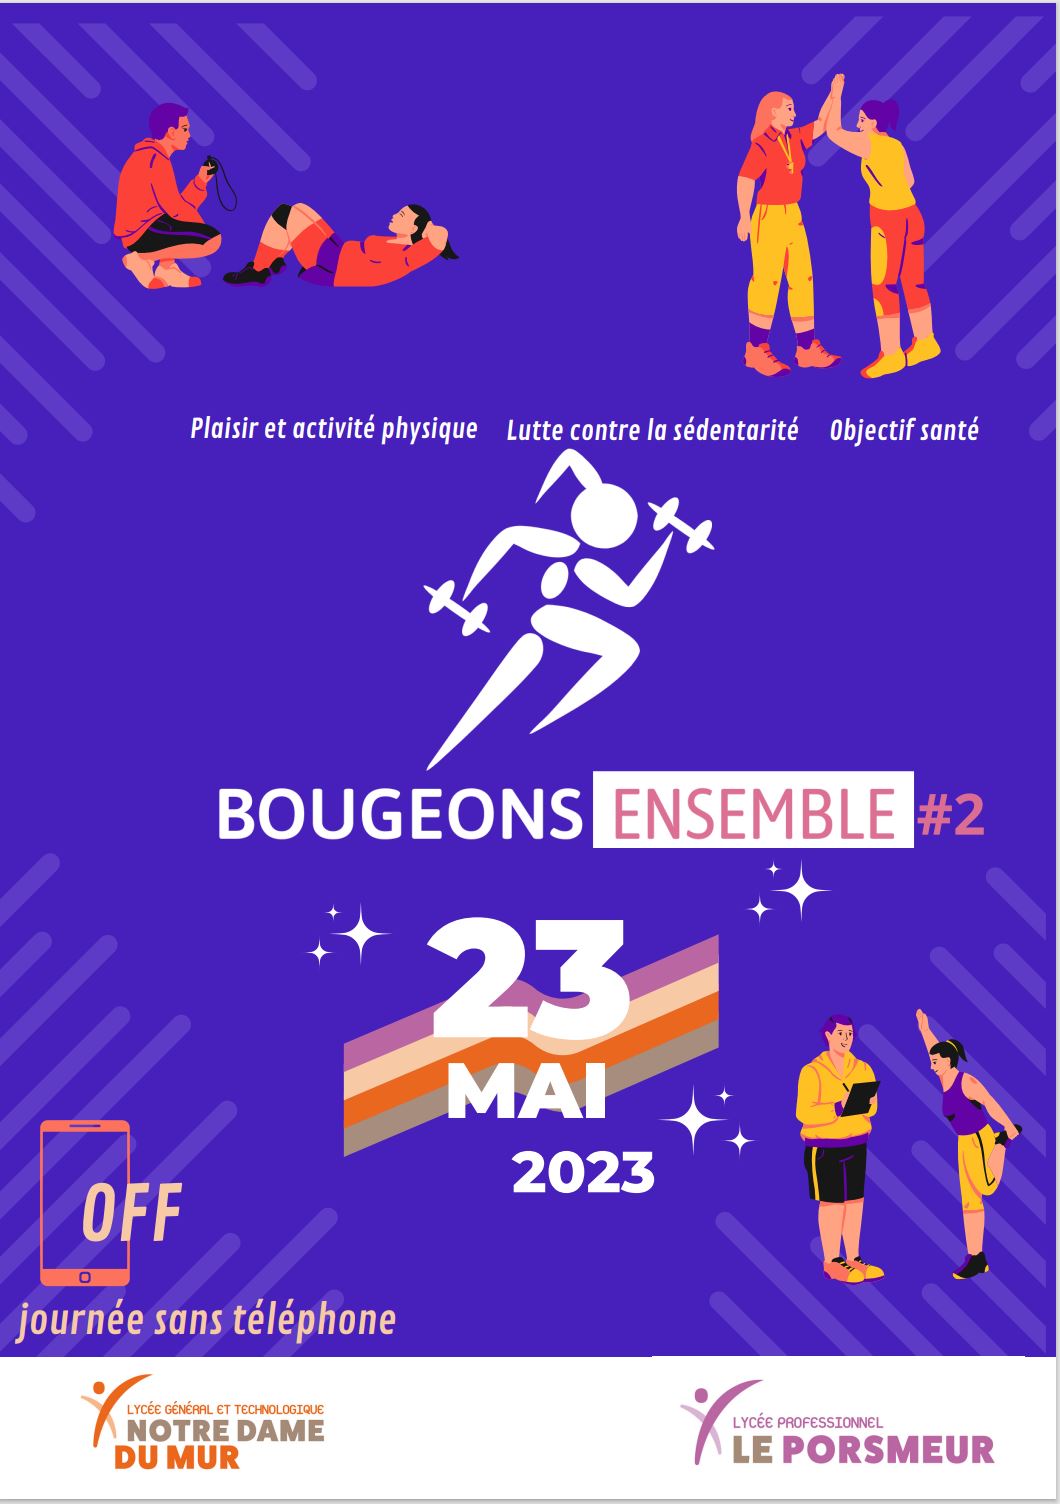 Plaisir et activité physique
Lutte contre la sédentarité
Objectif santé
BOUGEONS ENSEMBLE #2
23
MAI
2023
OFF
journée sans téléphone
LYCÉE GÉNÉRAL ET TECHNOLOGIQUE
NOTRE DAME
DU MUR
LYCÉE PROFESSIONNEL
LE PORSMEUR